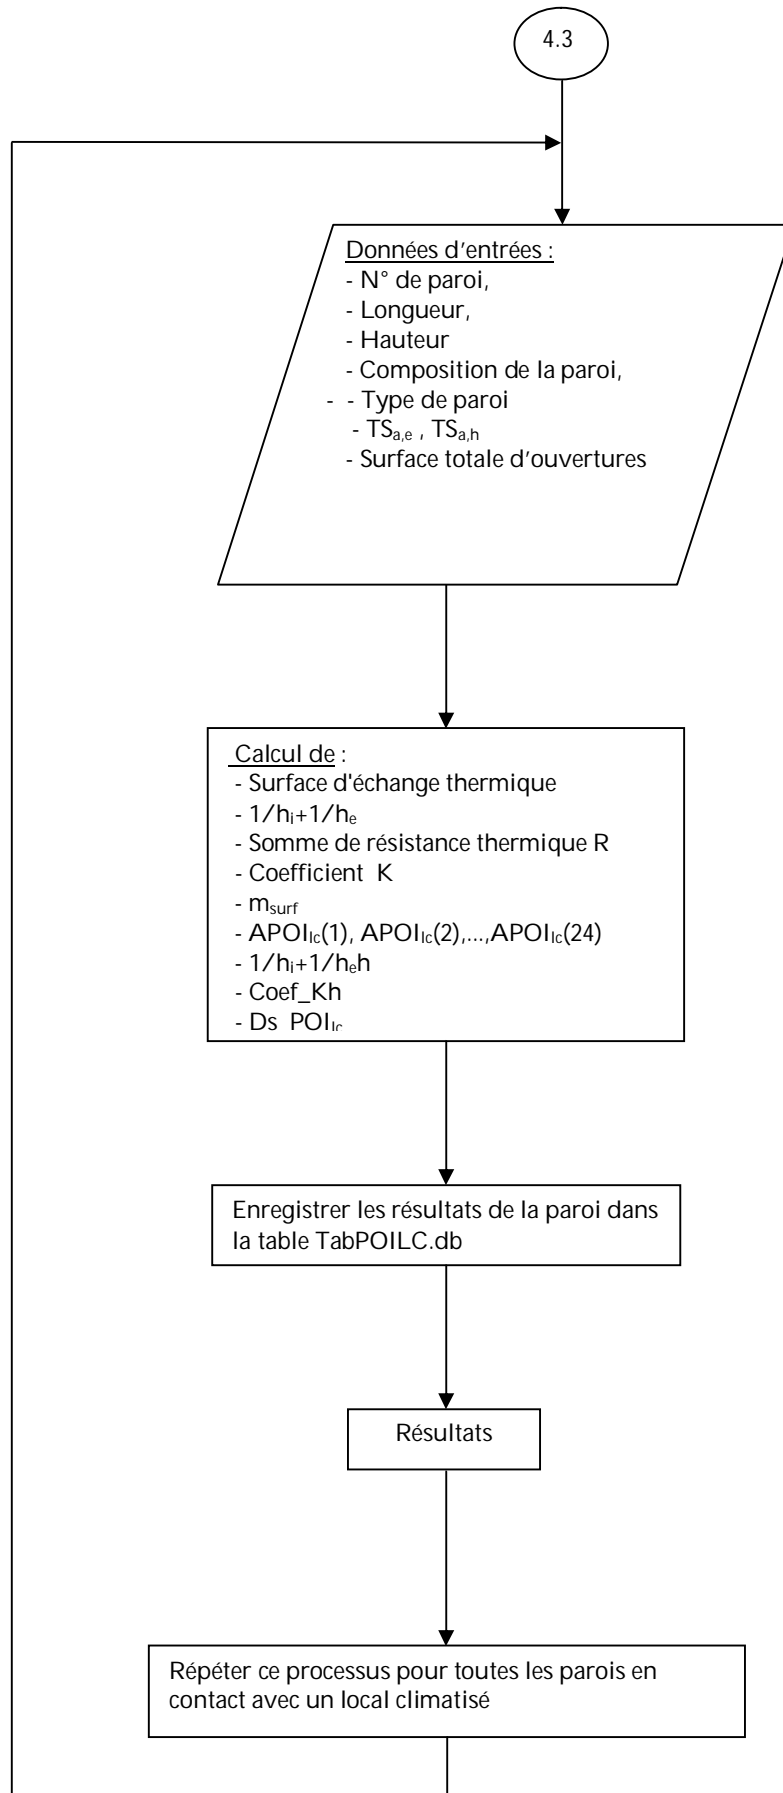 4.3
Données d'entrées :
- N° de paroi,
- Longueur,
- Hauteur
- Composition de la paroi,
- - Type de paroi
- TSa,e , TSa,h
- Surface totale d'ouvertures
Calcul de :
- Surface d'échange thermique
- 1/hi+1/he
- Somme de résistance thermique R
- Coefficient K
- msurf
- APOIlc(1), APOIlc(2),...,APOIlc(24)
- 1/hi+1/heh
- Coef_Kh
- Ds POIlc
Enregistrer les résultats de la paroi dans
la table TabPOILC.db
Résultats
Répéter ce processus pour toutes les parois en
contact avec un local climatisé